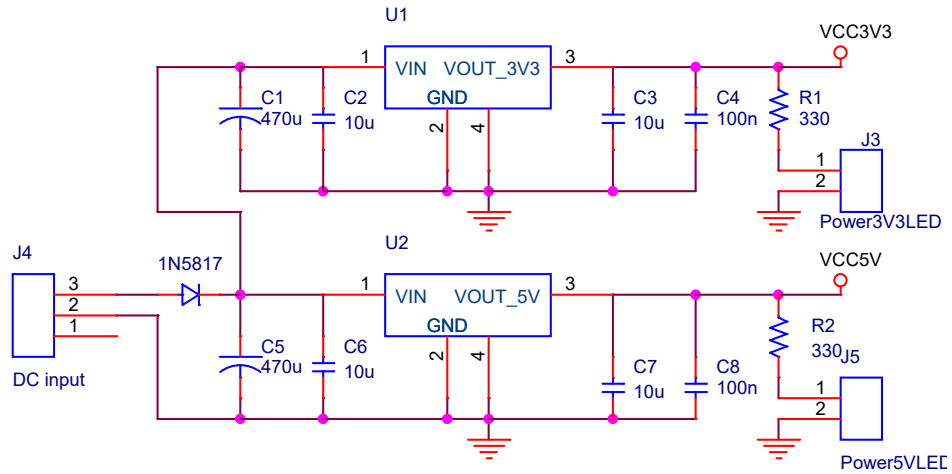 U1
VCC3V3
1 VIN VOUT_3V3 3
GND
2 4
C1
470u
C2
10u
C3
10u
C4
100n
R1
330
J3
1
2
Power3V3LED
J4
3
2
1
DC input
1N5817
U2
VCC5V
1 VIN VOUT_5V 3
GND
2 4
C5
470u
C6
10u
C7
10u
C8
100n
R2
330
J5
1
2
Power5VLED